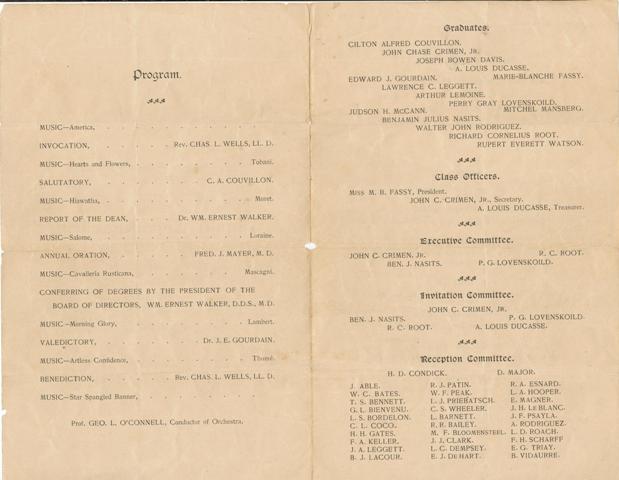 Program.
MUSIC—America,
INVOCATION, Rev. CHAS. L. WELLS, LL. D.
MUSIC—Hearts and Flowers, Tobani.
SALUTATORY, C. A. COUVILLON.
MUSIC—Hiawatha, Moret.
REPORT OF THE DEAN, Dr. WM. ERNEST WALKER.
MUSIC—Salome, Loraine.
ANNUAL ORATION, FRED. J. MAYER, M. D.
MUSIC—Cavalleria Rusticana, Mascagni.
CONFERRING OF DEGREES BY THE PRESIDENT OF THE
BOARD OF DIRECTORS, WM. ERNEST WALKER, D.D.S., M.D.
MUSIC—Morning Glory, Lambert.
VALEDICTORY, Dr. J. E. GOURDAIN.
MUSIC—Artless Confidence, Thomé.
BENEDICTION, Rev. CHAS. L. WELLS, LL. D.
MUSIC—Star Spangled Banner,
Prof. GEO. L. O'CONNELL, Conductor of Orchestra.
Graduates.
CILTON ALFRED COUVILLON.
JOHN CHASE CRIMEN, Jr.
JOSEPH BOWEN DAVIS.
A. LOUIS DUCASSE.
EDWARD J. GOURDAIN. MARIE-BLANCHE FASSY.
LAWRENCE C. LEGGETT.
ARTHUR LEMOINE.
PERRY GRAY LOVENSKOILD.
JUDSON H. McCANN. MITCHEL MANSBERG.
BENJAMIN JULIUS NASITS.
WALTER JOHN RODRIGUEZ.
RICHARD CORNELIUS ROOT.
RUPERT EVERETT WATSON.
Class Officers.
Miss M. B. FASSY, President.
JOHN C. CRIMEN, Jr., Secretary.
A. LOUIS DUCASSE, Treasurer.
Executive Committee.
JOHN C. CRIMEN, Jr. R. C. ROOT.
BEN. J. NASITS. P. G. LOVENSKOILD.
Invitation Committee.
JOHN C. CRIMEN, Jr.
BEN. J. NASITS. P. G. LOVENSKOILD.
R. C. ROOT. A. LOUIS DUCASSE.
Reception Committee.
H. D. CONDICK. D. MAJOR.
J. ABLE. R. J. PATIN. R. A. ESNARD.
W. C. BATES. W. F. PEAK. L. A. HOOPER.
T. S. BENNETT. L. J. PRIEBATSCH. E. MAGNER.
G. L. BIENVENU. C. S. WHEELER. J. H. LE BLANC.
L. S. BORDELON. L. BARNETT. J. F. PSAYLA.
C. L. COCO. R. R. BAILEY. A. RODRIGUEZ.
H. H. GATES. M. F. BLOOMENSTEEL. L. D. ROACH.
F. A. KELLER. J. J. CLARK. F. H. SCHARFF
J. A. LEGGETT. L. C. DEMPSEY. E. G. TRIAY.
B. J. LACOUR. E. J. DE HART. B. VIDAURRE.